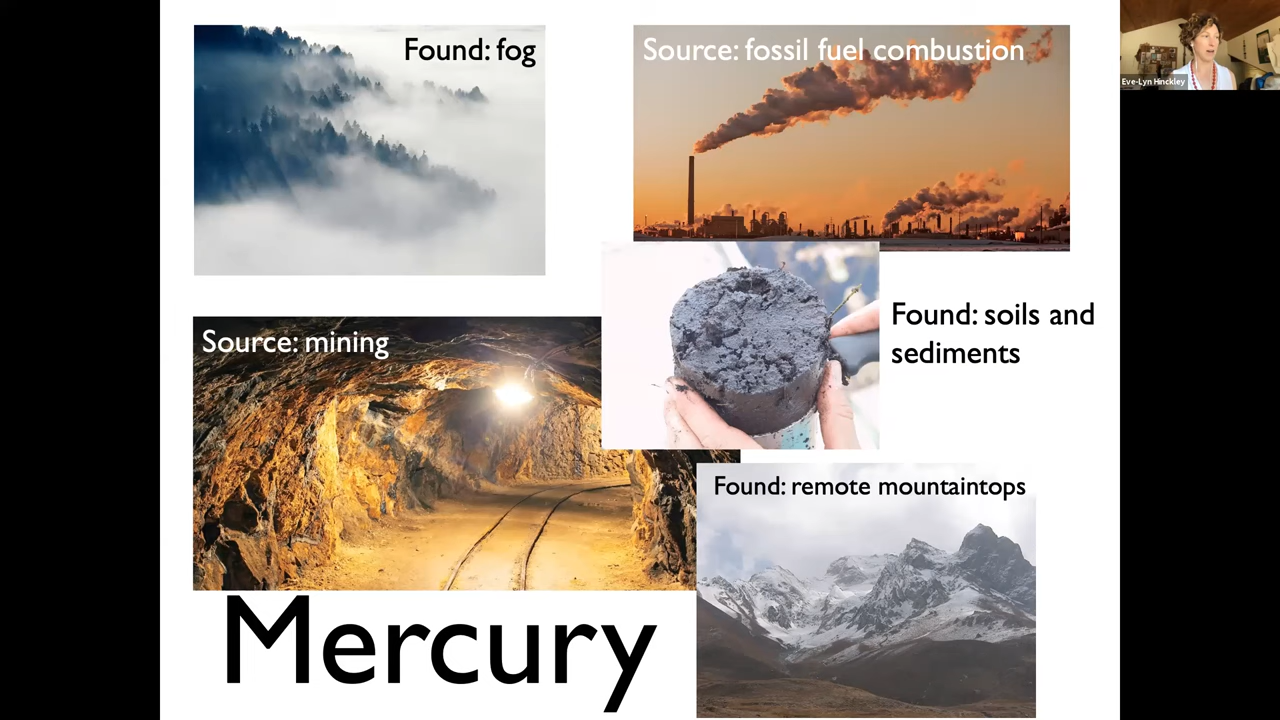 Found: fog
Source: fossil fuel combustion
Eve-Lyn Hinckley
Found: soils and
sediments
Source: mining
Found: remote mountaintops
Mercury